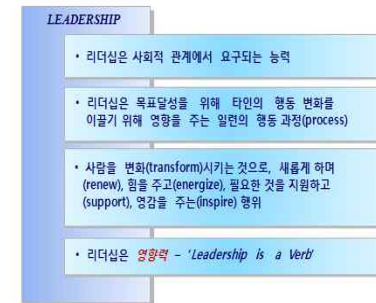 LEADERSHIP
• 리더십은 사회적 관계에서 요구되는 능력
• 리더십은 목표달성을 위해 타인의 행동 변화를
이끌기 위해 영향을 주는 일련의 행동 과정(process)
• 사람을 변화(transform)시키는 것으로, 새롭게 하며
(renew), 힘을 주고(energize), 필요한 것을 지원하고
(support), 영감을 주는(inspire) 행위
• 리더십은 영향력 – ‘Leadership is a Verb’